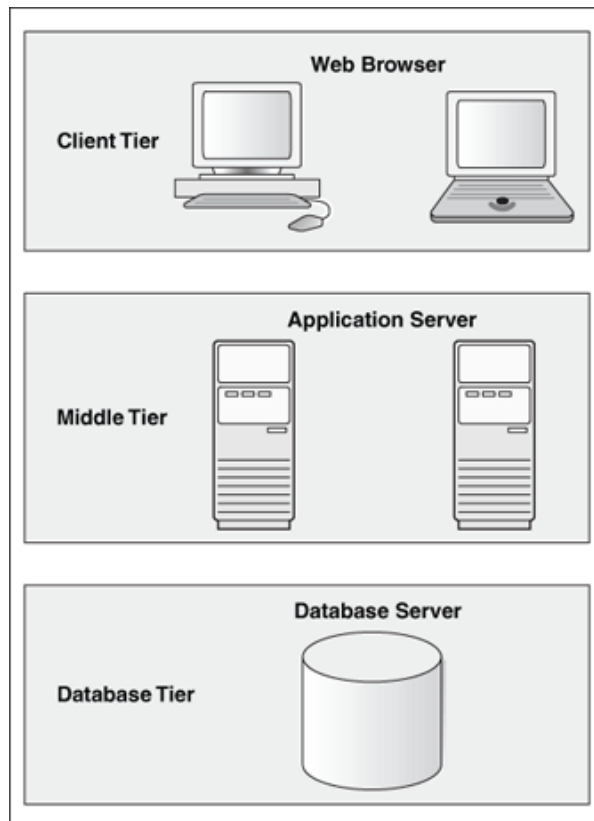 Web Browser
Client Tier
Application Server
Middle Tier
Database Server
Database Tier